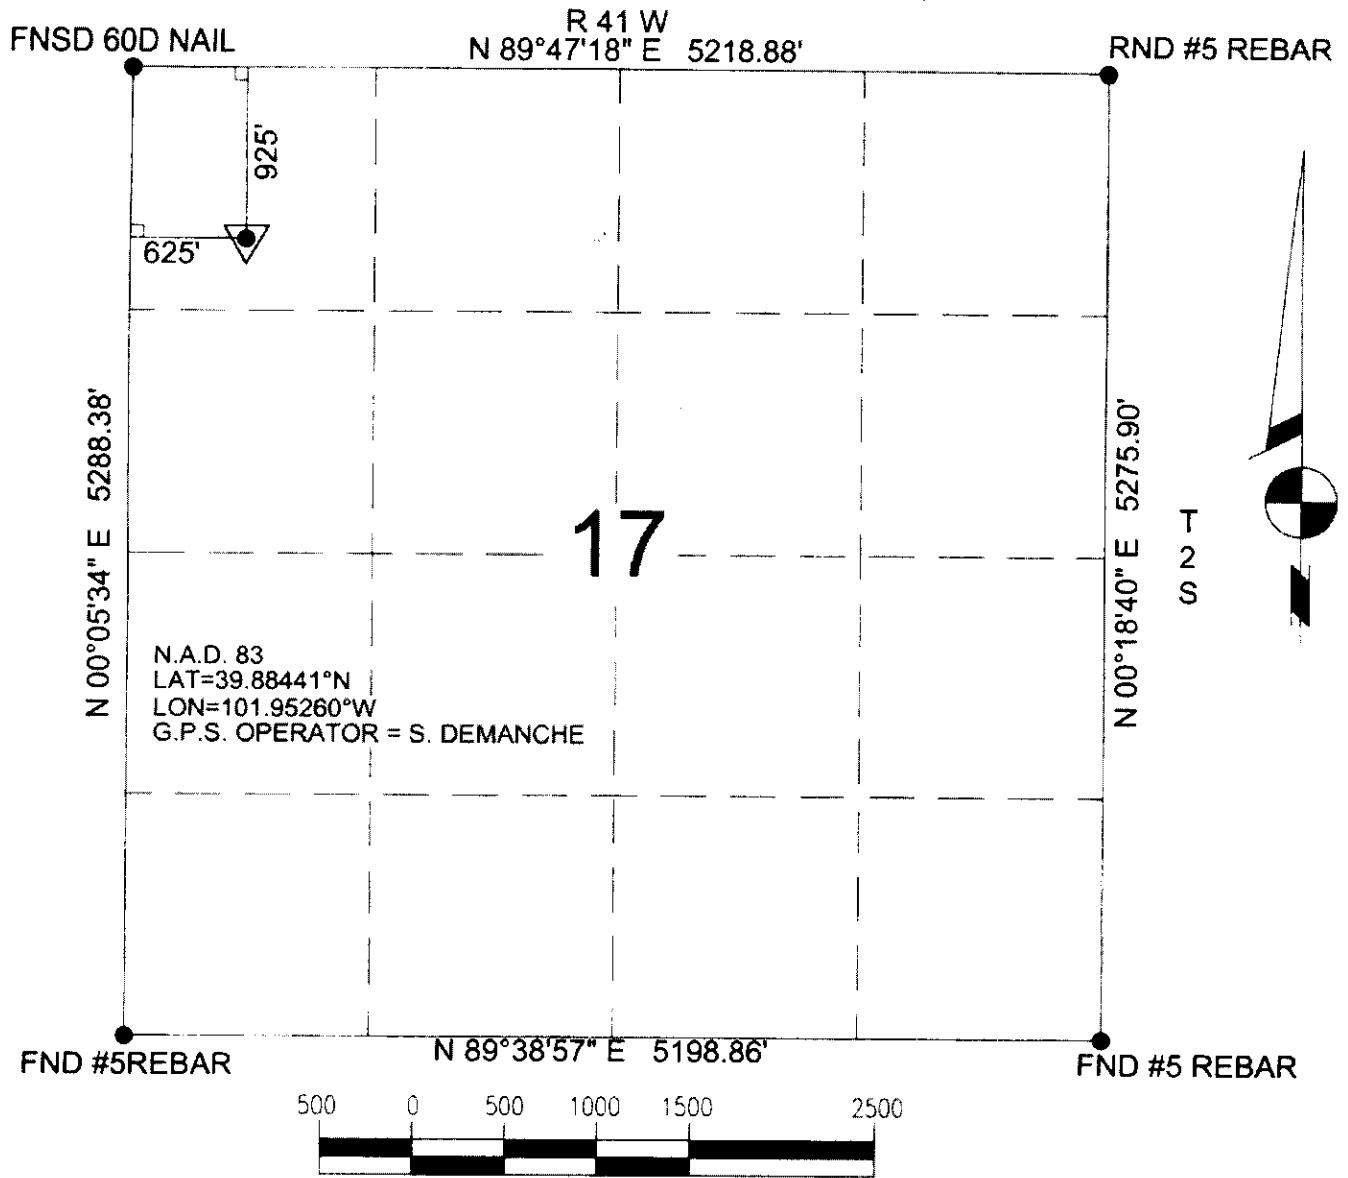 R 41 W
FNSD 60D NAIL
N 89°47'18" E 5218.88'
RND #5 REBAR
925'
625'
N 00°05'34" E 5288.38'
N 00°18'40" E 5275.90'
17
T
2
S
N.A.D. 83
LAT=39.88441°N
LON=101.95260°W
G.P.S. OPERATOR = S. DEMANCHE
FND #5REBAR
N 89°38'57" E 5198.86'
FND #5 REBAR
500 0 500 1000 1500 2500